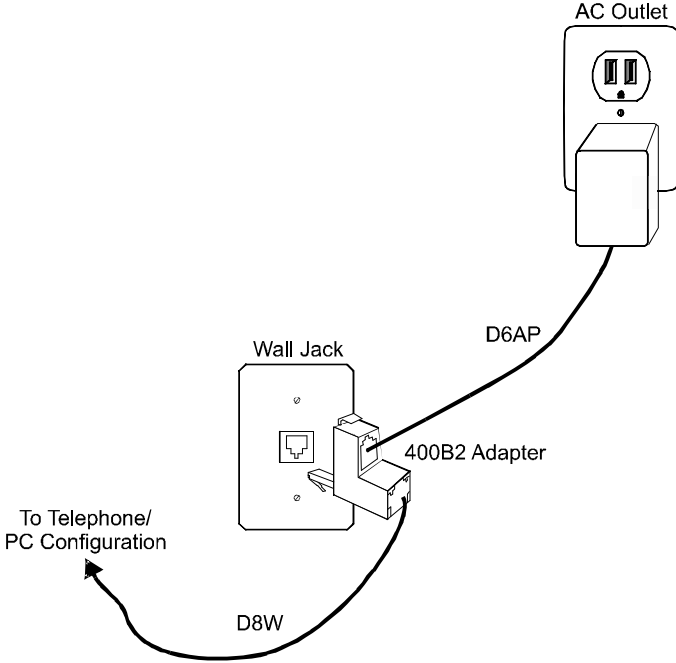 AC Outlet
D6AP
Wall Jack
400B2 Adapter
To Telephone/
PC Configuration
D8W